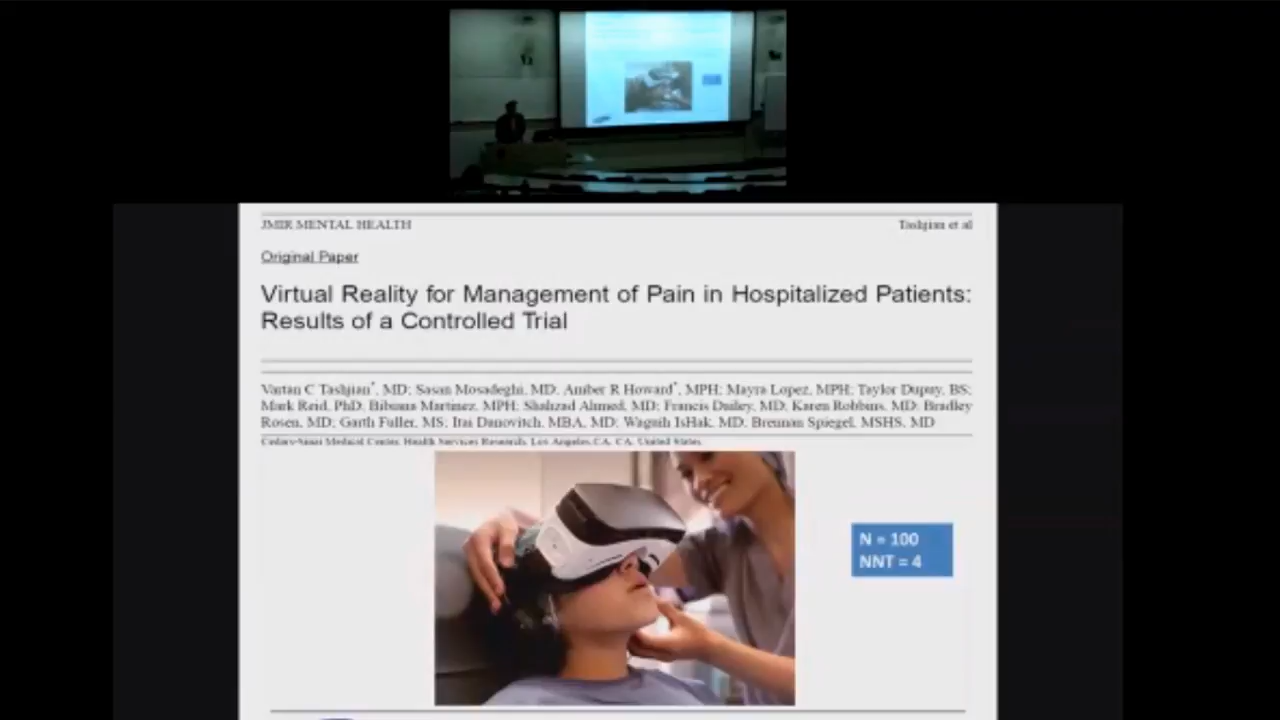 JMIR MENTAL HEALTH
Tashjian et al
Original Paper
Virtual Reality for Management of Pain in Hospitalized Patients:
Results of a Controlled Trial
Vartan C Tashjian*, MD; Sasan Mosadeghi, MD; Amber R Howard*, MPH; Mayra Lopez, MPH; Taylor Dupuy, BS;
Mark Reid, PhD; Bibiana Martinez, MPH; Shahzad Ahmed, MD; Francis Dailey, MD; Karen Robbins, MD; Bradley
Rosen, MD; Garth Fuller, MS; Itai Danovitch, MBA, MD; Waguih IsHak, MD; Brennan Spiegel, MSHS, MD
Cedars-Sinai Medical Center, Health Services Research, Los Angeles, CA, CA, United States
N = 100
NNT = 4